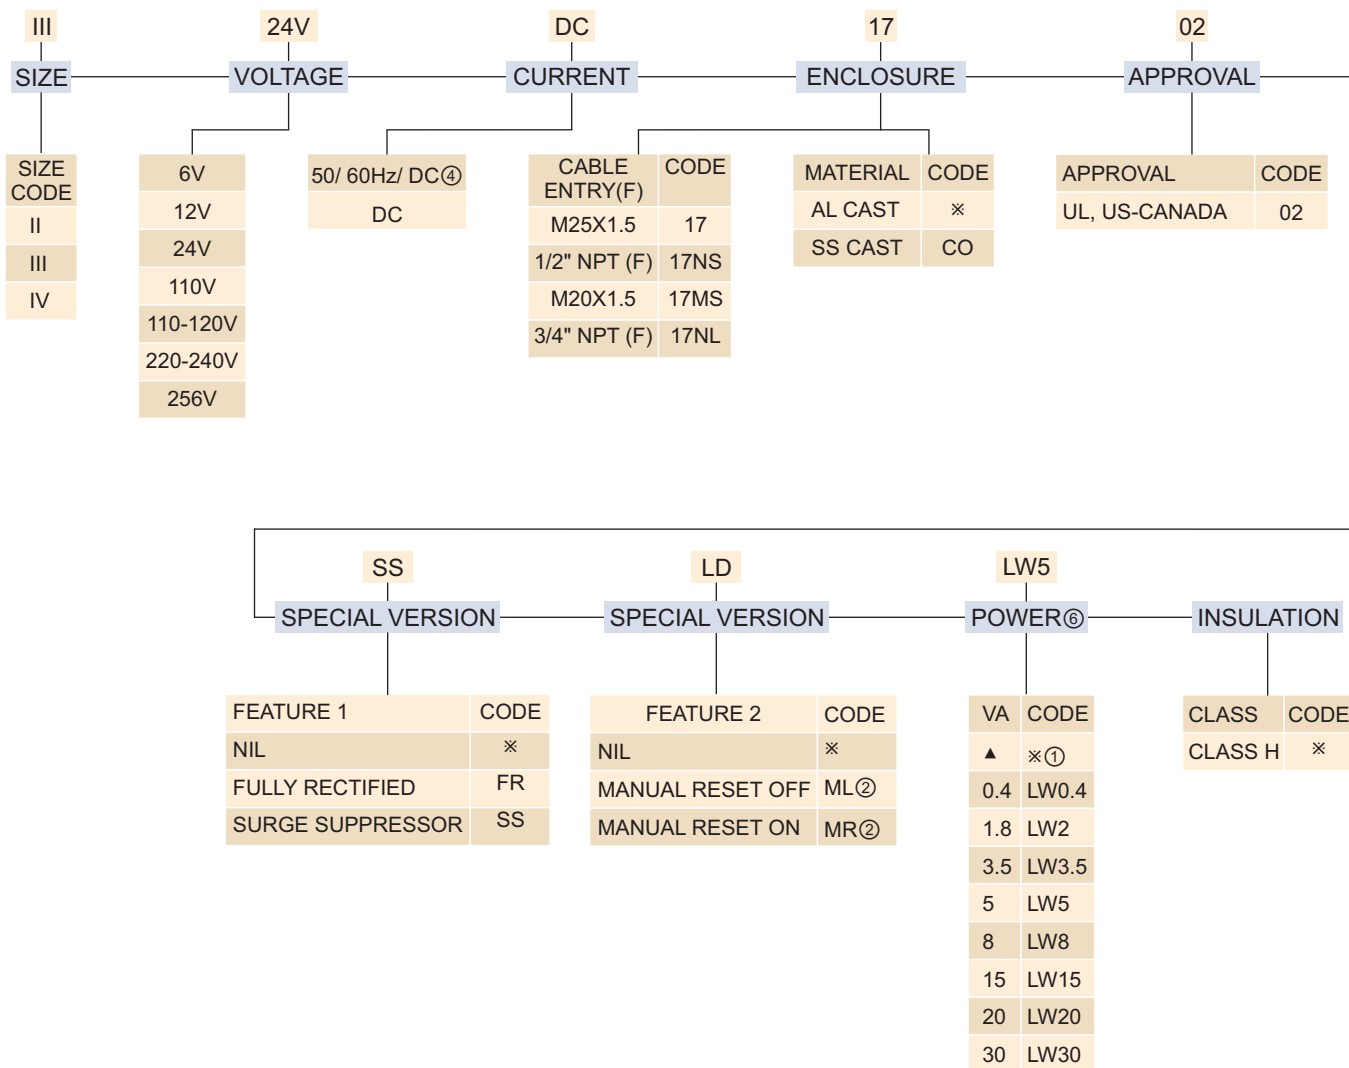 III 24V DC 17 02
SIZE VOLTAGE CURRENT ENCLOSURE APPROVAL
SIZE CODE
II
III
IV
6V
12V
24V
110V
110-120V
220-240V
256V
50/ 60Hz/ DC④
DC
CABLE ENTRY(F) CODE
M25X1.5 17
1/2" NPT (F) 17NS
M20X1.5 17MS
3/4" NPT (F) 17NL
MATERIAL CODE
AL CAST ※
SS CAST CO
APPROVAL CODE
UL, US-CANADA 02
SS LD LW5
SPECIAL VERSION SPECIAL VERSION POWER⑥ INSULATION
FEATURE 1 CODE
NIL ※
FULLY RECTIFIED FR
SURGE SUPPRESSOR SS
FEATURE 2 CODE
NIL ※
MANUAL RESET OFF ML②
MANUAL RESET ON MR②
VA CODE
▲ ※①
0.4 LW0.4
1.8 LW2
3.5 LW3.5
5 LW5
8 LW8
15 LW15
20 LW20
30 LW30
CLASS CODE
CLASS H ※